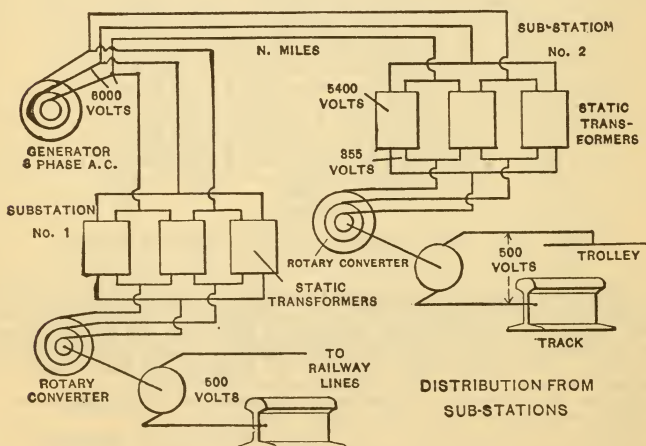 SUB-STATION
No. 2
N. MILES
6000
VOLTS
5400
VOLTS
STATIC
TRANS-
FORMERS
GENERATOR
3 PHASE A.C.
355
VOLTS
SUBSTATION
No. 1
ROTARY CONVERTER
500
VOLTS
TROLLEY
STATIC
TRANSFORMERS
TRACK
ROTARY
CONVERTER
500
VOLTS
TO
RAILWAY
LINES
DISTRIBUTION FROM
SUB-STATIONS